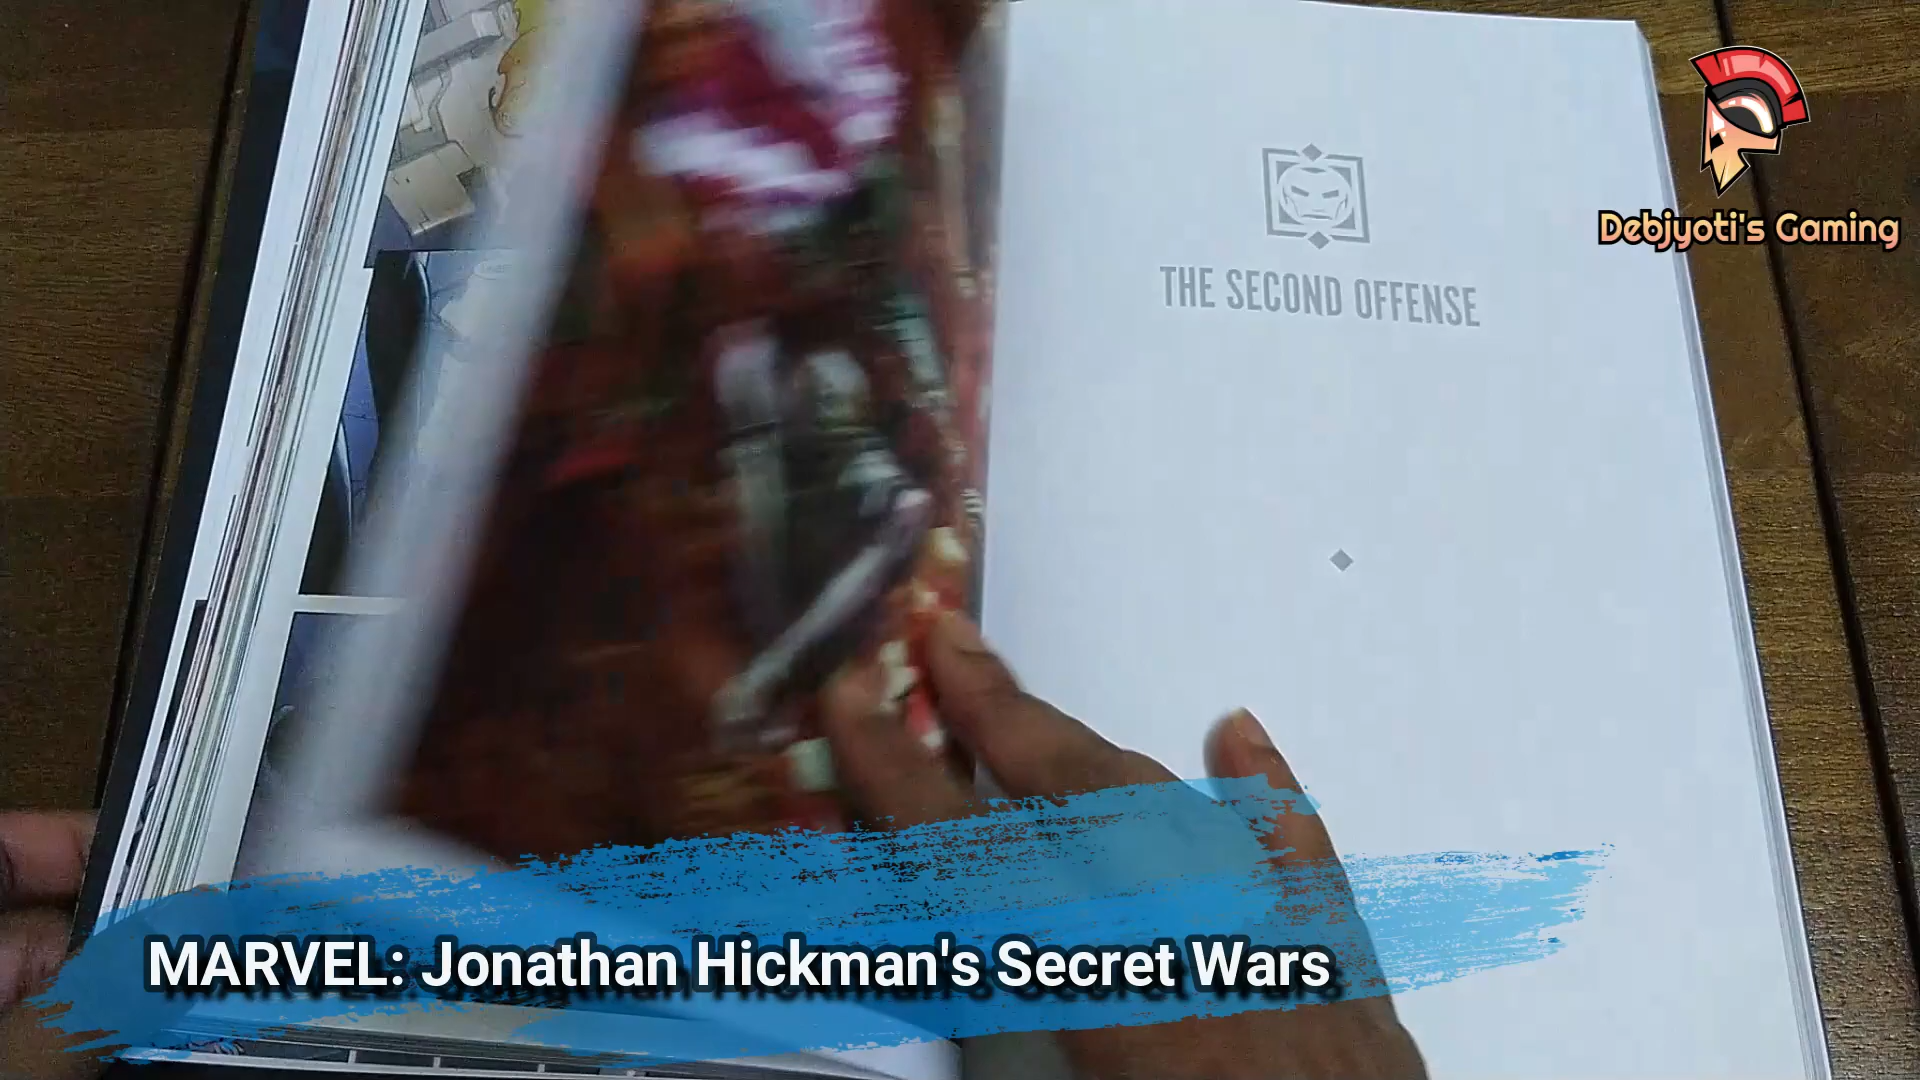 THE SECOND OFFENSE
Debjyoti's Gaming
MARVEL: Jonathan Hickman's Secret Wars